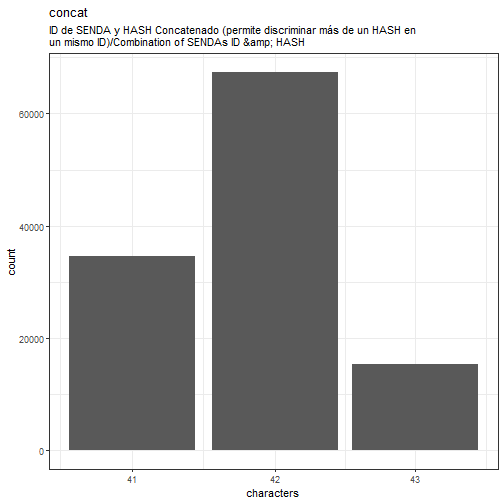 concat
ID de SENDA y HASH Concatenado (permite discriminar más de un HASH en
un mismo ID)/Combination of SENDAs ID &amp; HASH
60000
40000
20000
0
count
41 42 43
characters